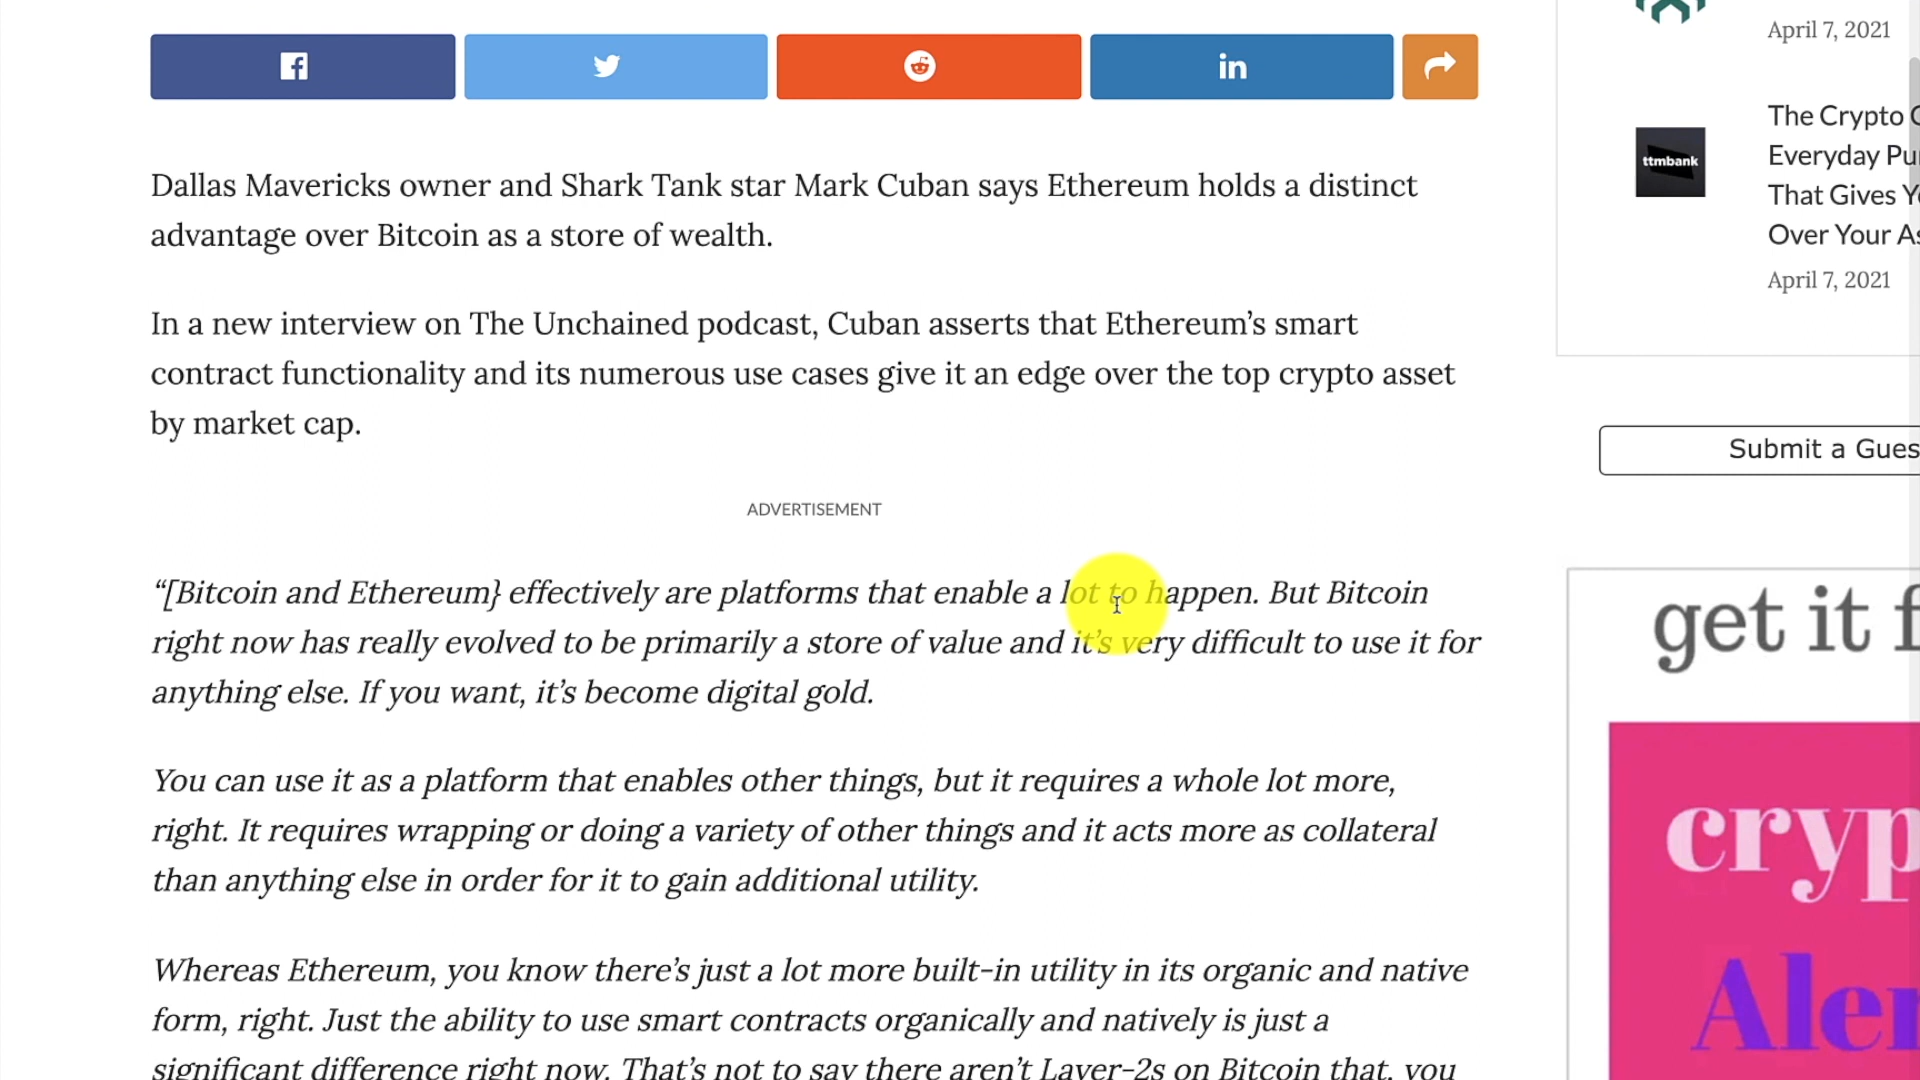 Dallas Mavericks owner and Shark Tank star Mark Cuban says Ethereum holds a distinct
advantage over Bitcoin as a store of wealth.
In a new interview on The Unchained podcast, Cuban asserts that Ethereum’s smart
contract functionality and its numerous use cases give it an edge over the top crypto asset
by market cap.
ADVERTISEMENT
“[Bitcoin and Ethereum} effectively are platforms that enable a lot to happen. But Bitcoin
right now has really evolved to be primarily a store of value and it’s very difficult to use it for
anything else. If you want, it’s become digital gold.
You can use it as a platform that enables other things, but it requires a whole lot more,
right. It requires wrapping or doing a variety of other things and it acts more as collateral
than anything else in order for it to gain additional utility.
Whereas Ethereum, you know there’s just a lot more built-in utility in its organic and native
form, right. Just the ability to use smart contracts organically and natively is just a
significant difference right now. That’s not to say there aren’t Layer-2s on Bitcoin that, you
April 7, 2021
ttmbank
The Crypto
Everyday
That Gives
Over Your
April 7, 2021
Submit a
get it